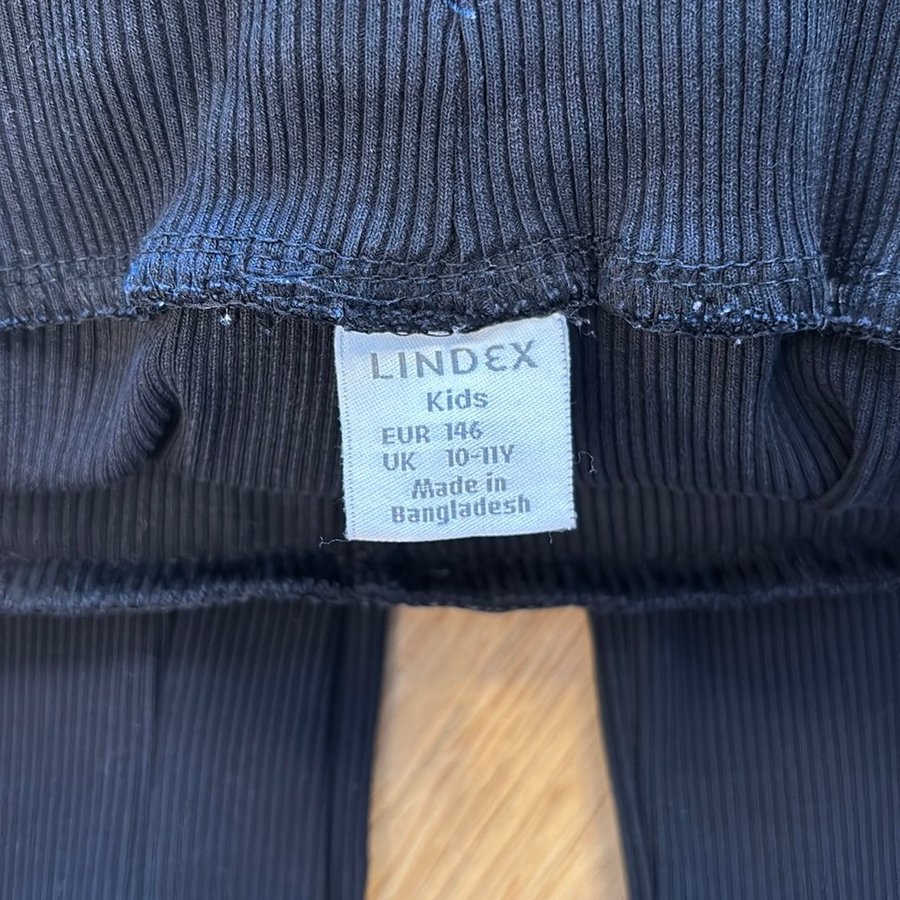 LINDEX
Kids
EUR 146
UK 10-11Y
Made in
Bangladesh